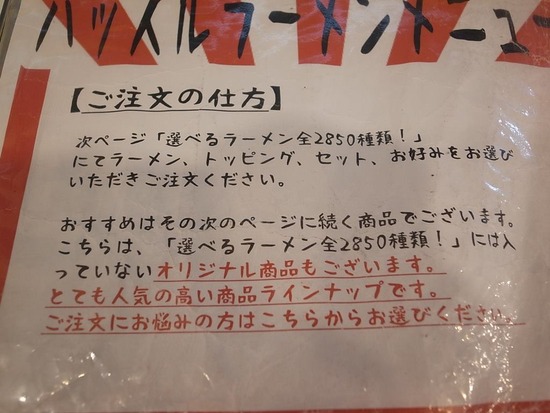 ハッスルラーメンメニュー
【ご注文の仕方】
次ページ「選べるラーメン全2850種類！」
にてラーメン、トッピング、セット、お好みをお選び
いただきご注文ください。
おすすめはその次のページに続く商品でございます。
こちらは、「選べるラーメン全2850種類！」には入
っていないオリジナル商品もございます。
とても人気の高い商品ラインナップです。
ご注文にお悩みの方はこちらからお選びください。